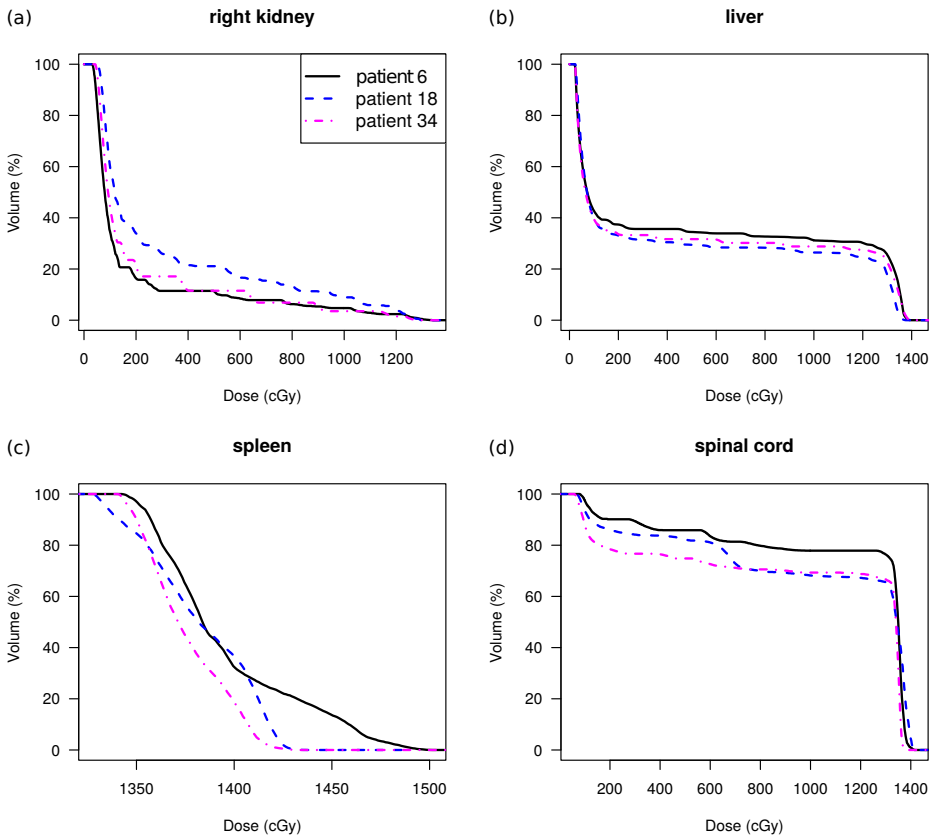 (a)
right kidney
Volume (%)
100
80
60
40
20
0
patient 6
patient 18
patient 34
0 200 400 600 800 1000 1200
Dose (cGy)
(b)
liver
Volume (%)
100
80
60
40
20
0
0 200 400 600 800 1000 1400
Dose (cGy)
(c)
spleen
Volume (%)
100
80
60
40
20
0
1350 1400 1450 1500
Dose (cGy)
(d)
spinal cord
Volume (%)
100
80
60
40
20
0
200 400 600 800 1000 1400
Dose (cGy)